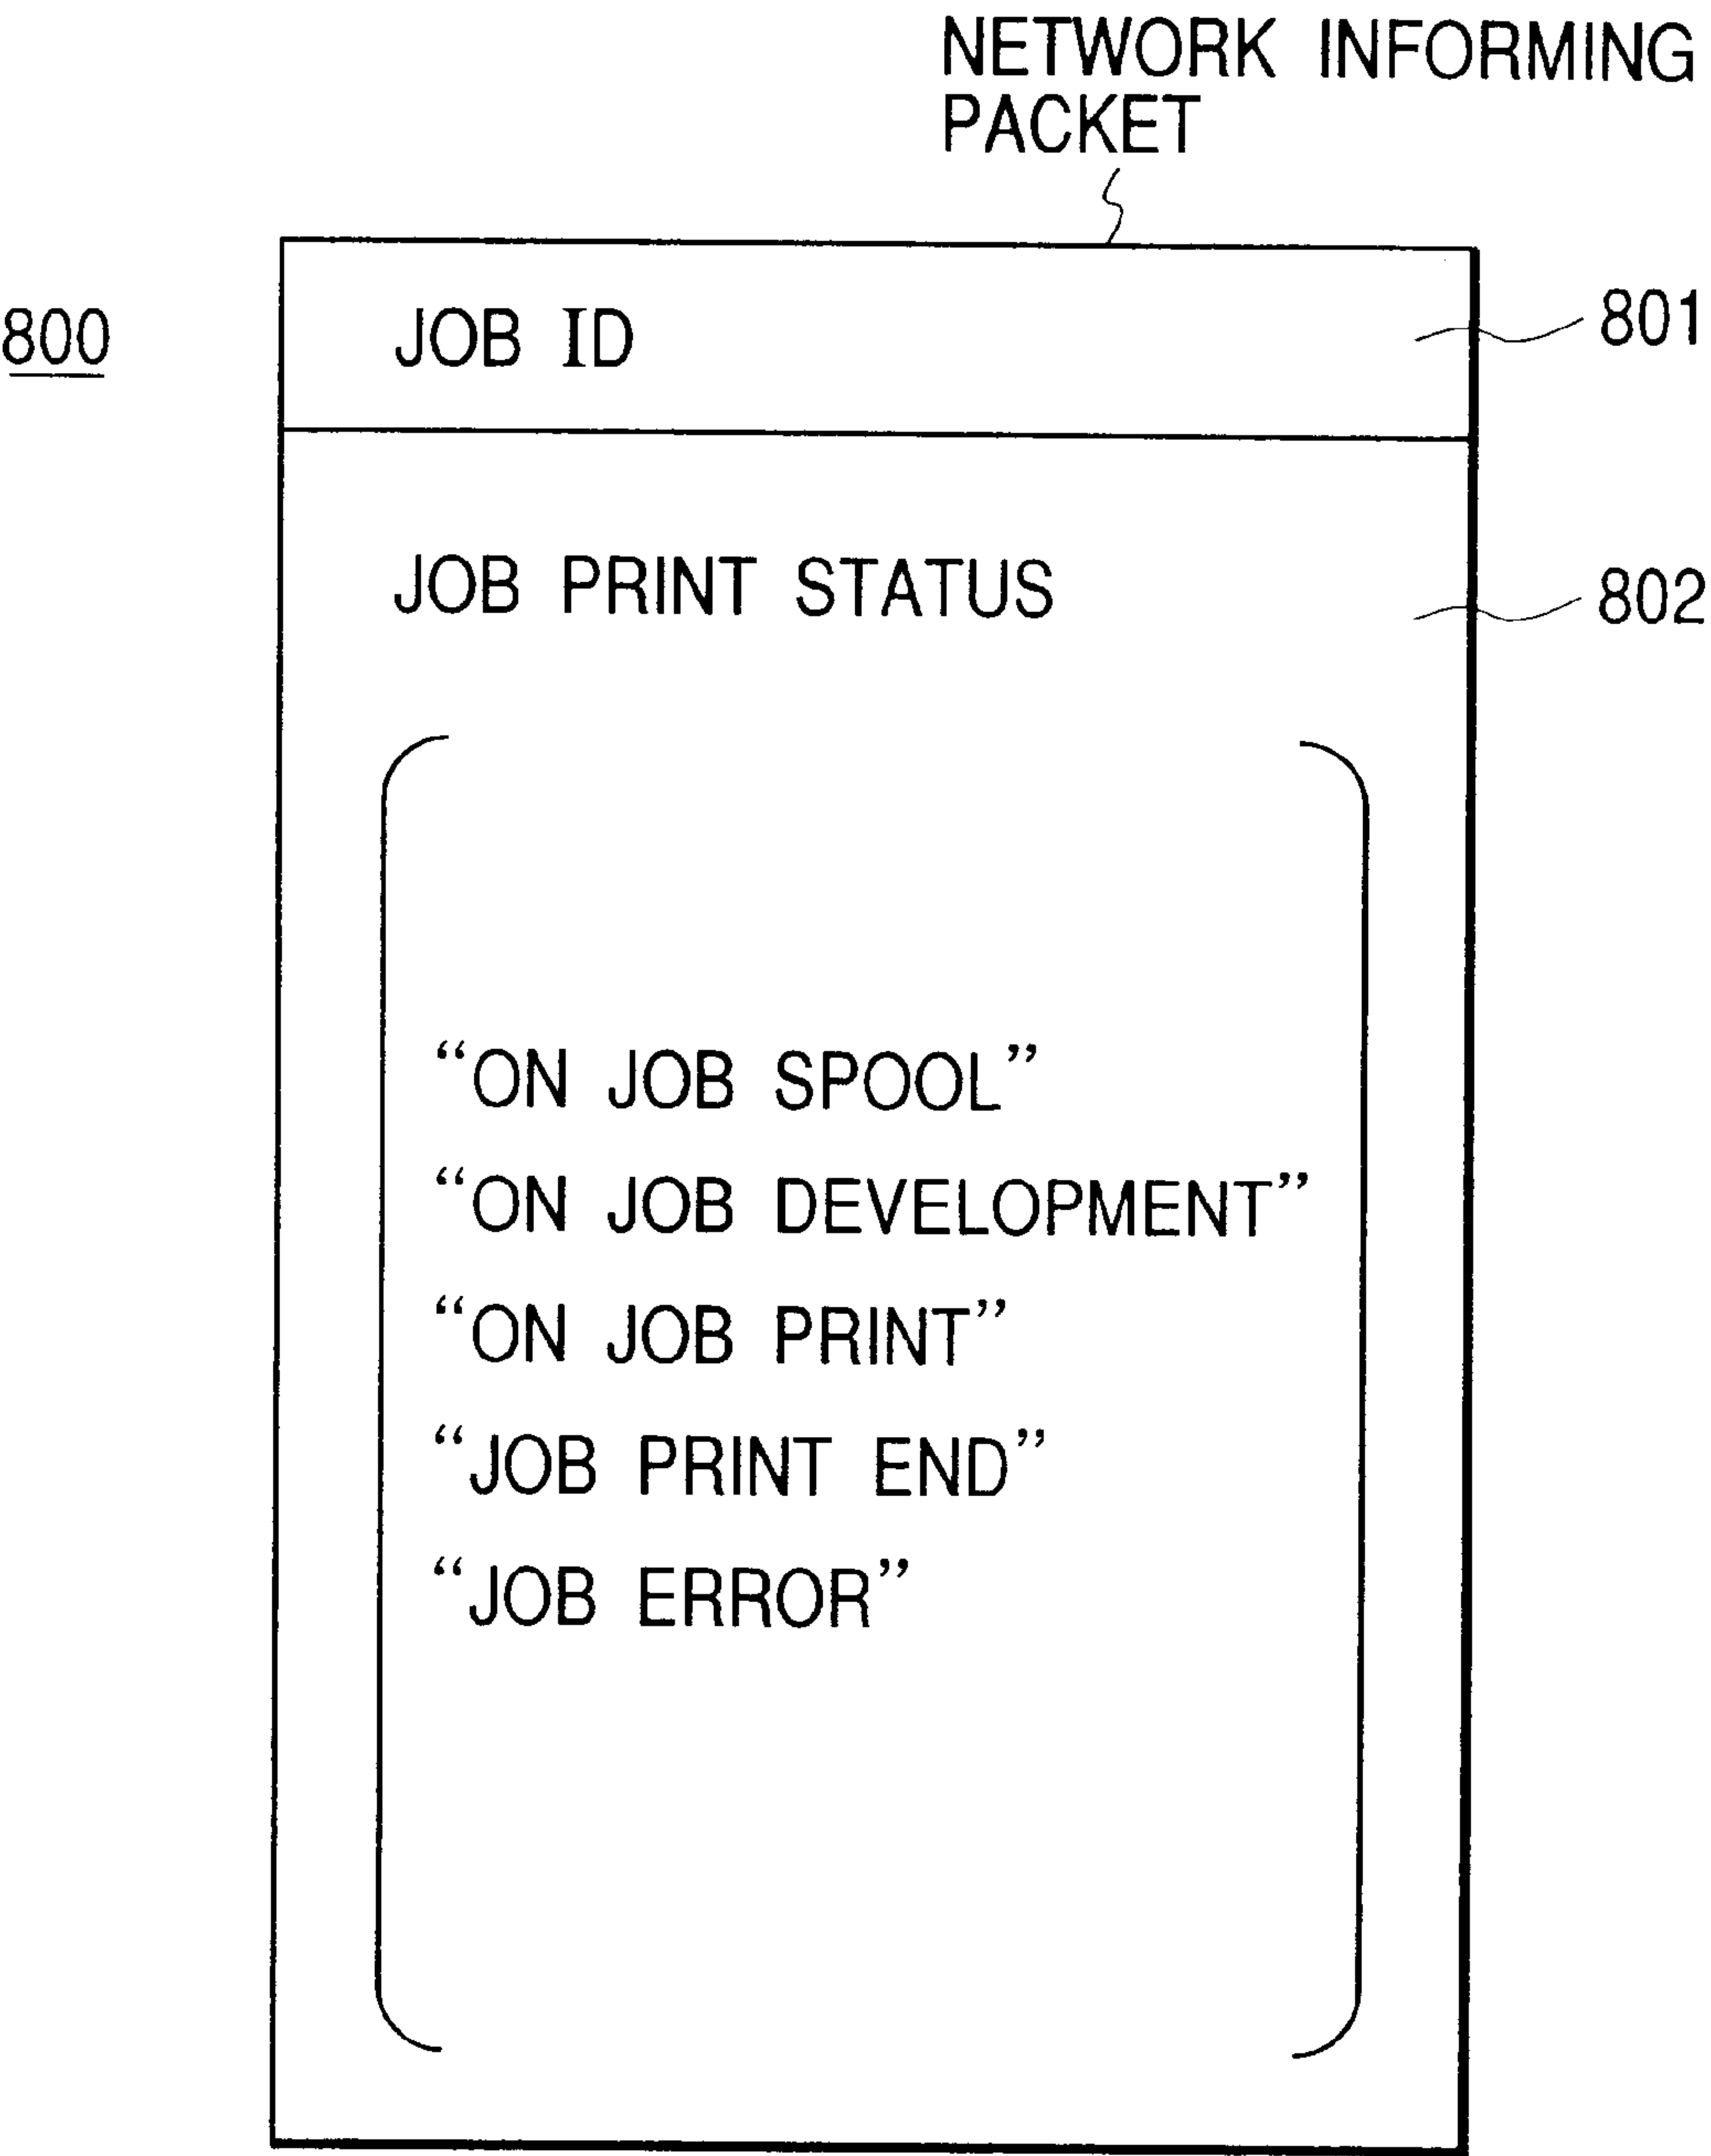 NETWORK INFORMING
PACKET
800
JOB ID
801
JOB PRINT STATUS
802
“ON JOB SPOOL”
“ON JOB DEVELOPMENT”
“ON JOB PRINT”
“JOB PRINT END”
“JOB ERROR”